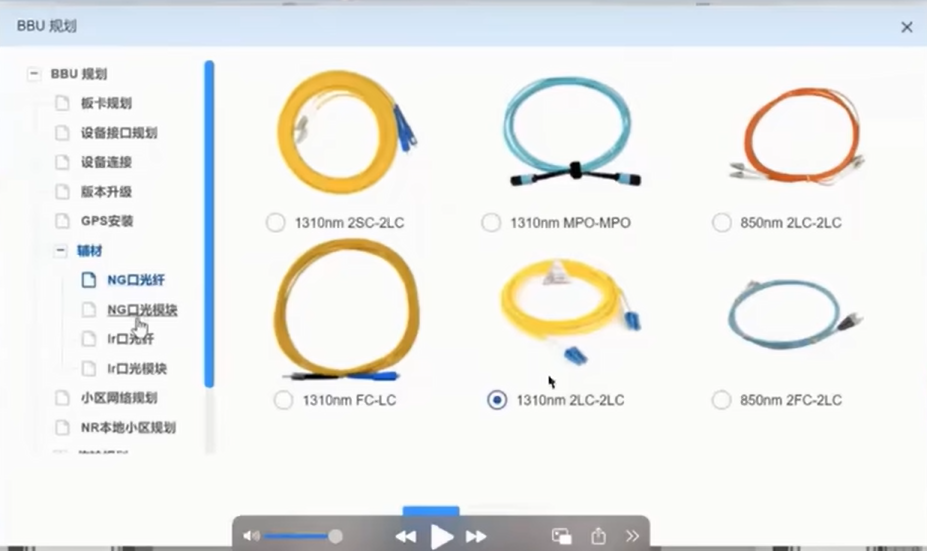 BBU 规划
BBU 规划
板卡规划
设备接口规划
设备连接
版本升级
GPS安装
辅材
NG口光纤
NG口光模块
Ir口光纤
Ir口光模块
小区网络规划
NR本地小区规划
1310nm 2SC-2LC
1310nm MPO-MPO
850nm 2LC-2LC
1310nm FC-LC
1310nm 2LC-2LC
850nm 2FC-2LC